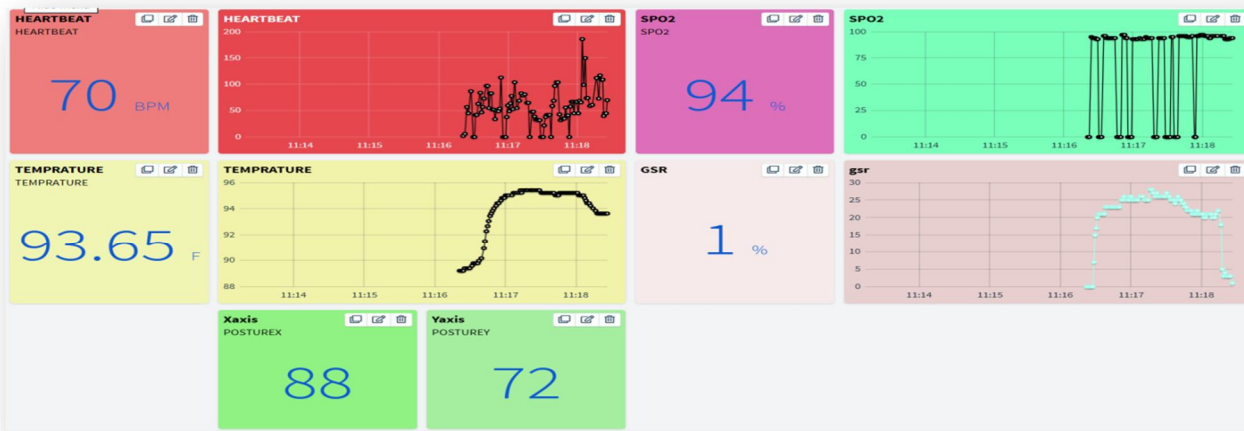 HEARTBEAT
HEARTBEAT
70 BPM
HEARTBEAT
200
150
100
50
0
11:14 11:15 11:16 11:17 11:18
SPO2
SPO2
94 %
SPO2
100
75
50
25
0
11:14 11:15 11:16 11:17 11:18
TEMPRATURE
TEMPRATURE
93.65 F
TEMPRATURE
96
94
92
90
88
11:14 11:15 11:16 11:17 11:18
GSR
1 %
gsr
30
25
20
15
10
5
0
11:14 11:15 11:16 11:17 11:18
Xaxis
POSTUREX
88
Yaxis
POSTUREY
72